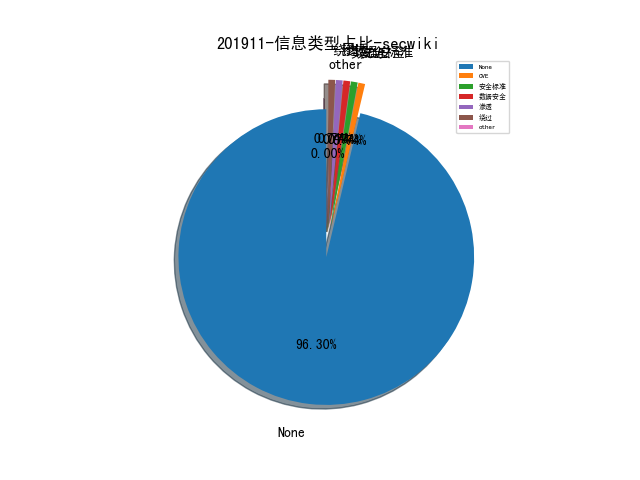 201911-信息类型占比-secwiki
other
0.00%
96.30%
None
None
CVE
安全标准
数据安全
渗透
绕过
other